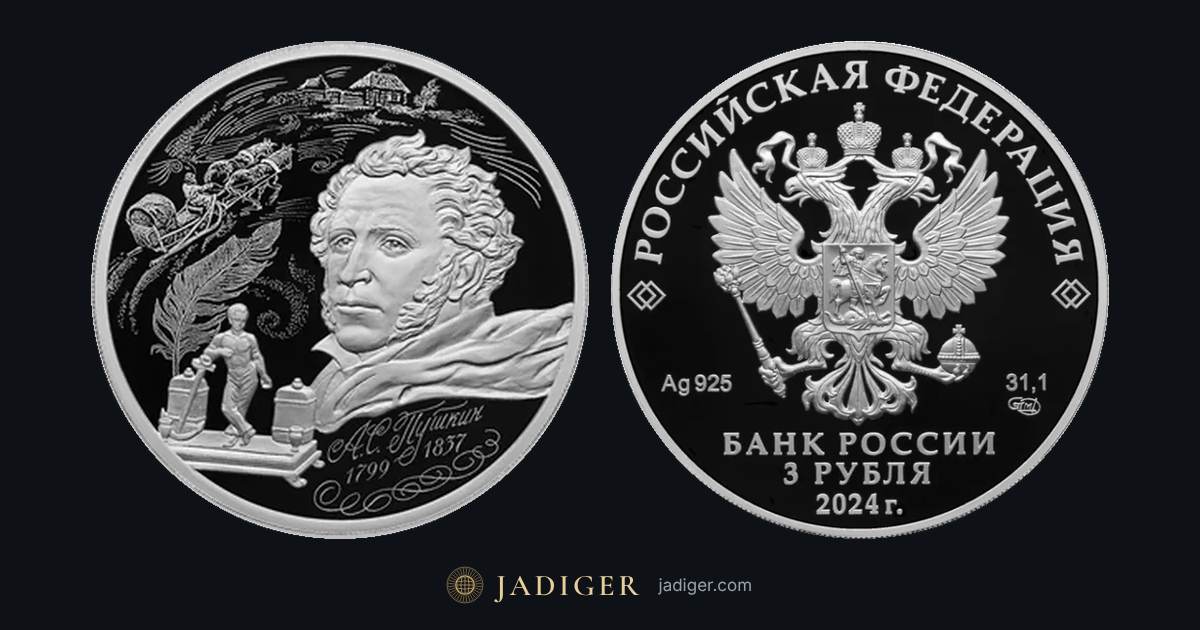 А.С. Пушкин
1799 1837
РОССИЙСКАЯ ФЕДЕРАЦИЯ
Ag 925
31,1
БАНК РОССИИ
3 РУБЛЯ
2024 г.
JADIGER
jadiger.com